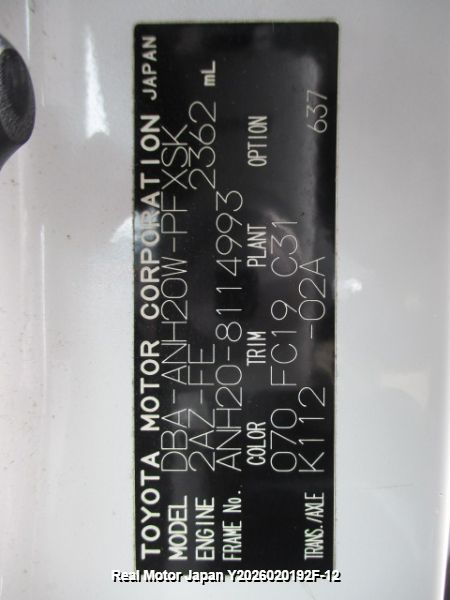 TOYOTA MOTOR CORPORATION JAPAN
MODEL DBA-ANH20W-PFXSK
ENGINE 2AZ-FE 2362 mL
FRAME No. ANH20-8114993
COLOR TRIM PLANT OPTION
070 FC19 C31 637
TRANS./AXLE K112 -02A
Real Motor Japan Y2026020192F-12